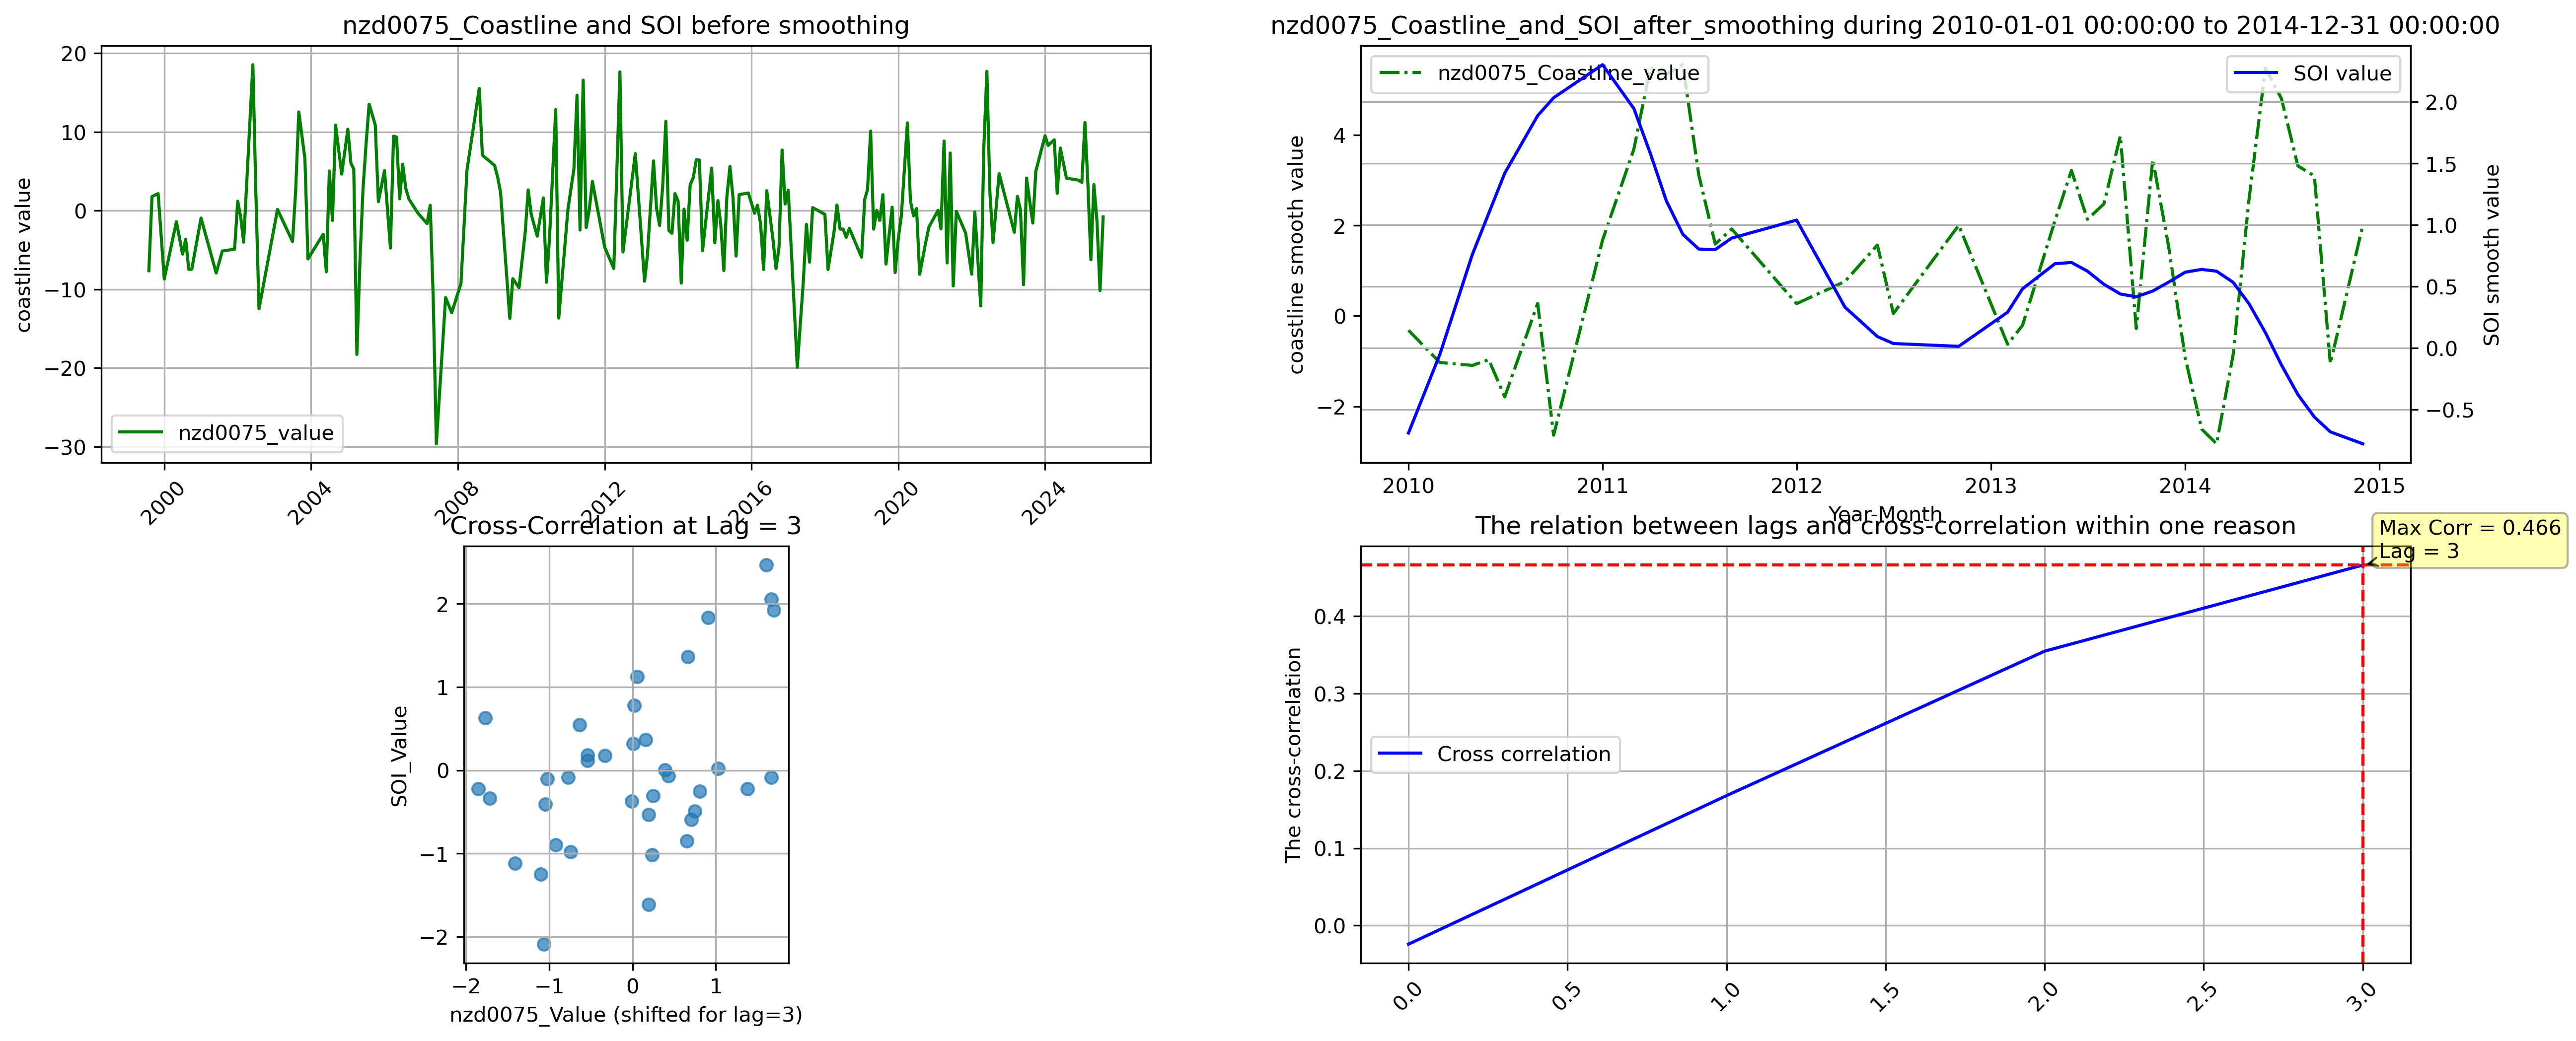 nzd0075_Coastline and SOI before smoothing
coastline value
20
10
0
−10
−20
−30
nzd0075_value
2000
2004
2008
2012
2016
2020
2024
nzd0075_Coastline_and_SOI_after_smoothing during 2010-01-01 00:00:00 to 2014-12-31 00:00:00
coastline smooth value
4
2
0
−2
nzd0075_Coastline_value
SOI value
2.0
1.5
1.0
0.5
0.0
−0.5
SOI smooth value
2010
2011
2012
2013
2014
2015
Year-Month
Cross-Correlation at Lag = 3
SOI_Value
2
1
0
−1
−2
−2
−1
0
1
nzd0075_Value (shifted for lag=3)
The relation between lags and cross-correlation within one reason
Max Corr = 0.466
Lag = 3
The cross-correlation
0.4
0.3
0.2
0.1
0.0
Cross correlation
0.0
0.5
1.0
1.5
2.0
2.5
3.0